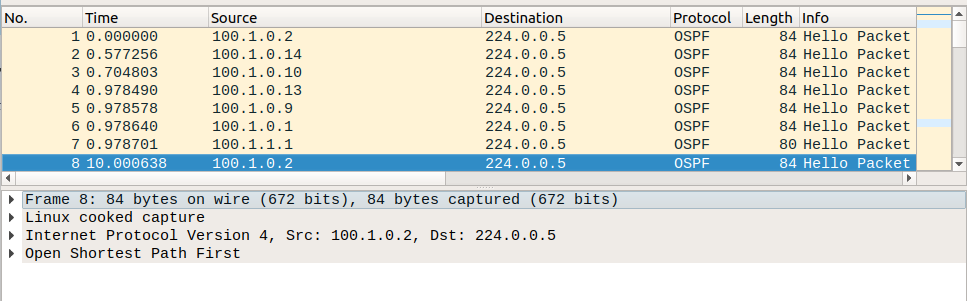 No. Time Source Destination Protocol Length Info
1 0.000000 100.1.0.2 224.0.0.5 OSPF 84 Hello Packet
2 0.577256 100.1.0.14 224.0.0.5 OSPF 84 Hello Packet
3 0.704803 100.1.0.10 224.0.0.5 OSPF 84 Hello Packet
4 0.978490 100.1.0.13 224.0.0.5 OSPF 84 Hello Packet
5 0.978578 100.1.0.9 224.0.0.5 OSPF 84 Hello Packet
6 0.978640 100.1.0.1 224.0.0.5 OSPF 84 Hello Packet
7 0.978701 100.1.1.1 224.0.0.5 OSPF 80 Hello Packet
8 10.000638 100.1.0.2 224.0.0.5 OSPF 84 Hello Packet
Frame 8: 84 bytes on wire (672 bits), 84 bytes captured (672 bits)
Linux cooked capture
Internet Protocol Version 4, Src: 100.1.0.2, Dst: 224.0.0.5
Open Shortest Path First